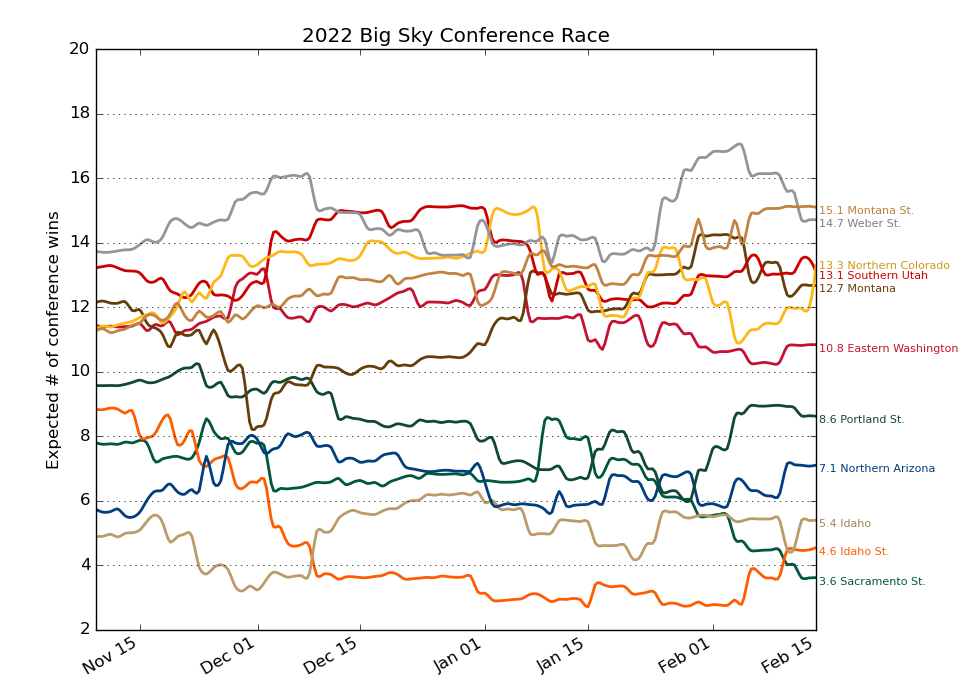 2022 Big Sky Conference Race
Expected # of conference wins
20
18
16
14
12
10
8
6
4
2
15.1 Montana St.
14.7 Weber St.
13.3 Northern Colorado
13.1 Southern Utah
12.7 Montana
10.8 Eastern Washington
8.6 Portland St.
7.1 Northern Arizona
5.4 Idaho
4.6 Idaho St.
3.6 Sacramento St.
Nov 15
Dec 01
Dec 15
Jan 01
Jan 15
Feb 01
Feb 15